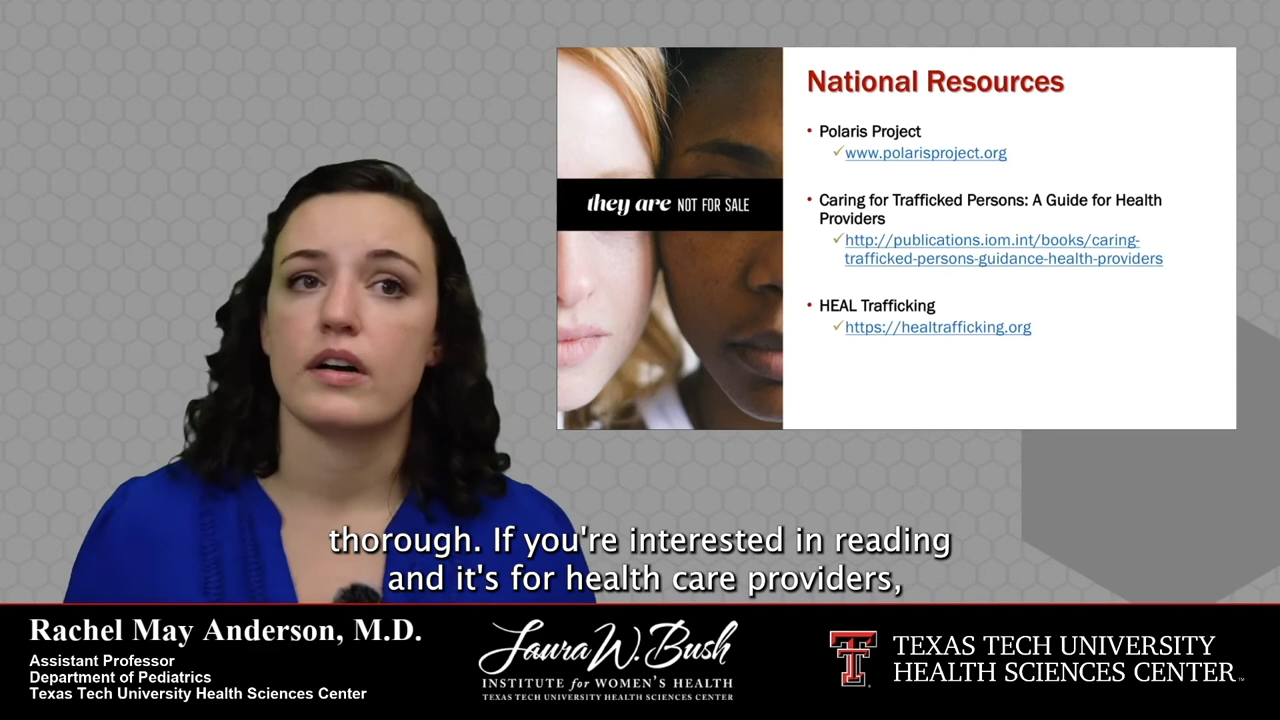 National Resources
• Polaris Project
✓www.polarisproject.org
they are NOT FOR SALE
• Caring for Trafficked Persons: A Guide for Health
Providers
✓http://publications.iom.int/books/caring-
trafficked-persons-guidance-health-providers
• HEAL Trafficking
✓https://healtrafficking.org
thorough. If you're interested in reading
and it's for health care providers,
Rachel May Anderson, M.D.
Assistant Professor
Department of Pediatrics
Texas Tech University Health Sciences Center
Laura W. Bush
INSTITUTE for WOMEN'S HEALTH
TEXAS TECH UNIVERSITY HEALTH SCIENCES CENTER
TEXAS TECH UNIVERSITY
HEALTH SCIENCES CENTER™